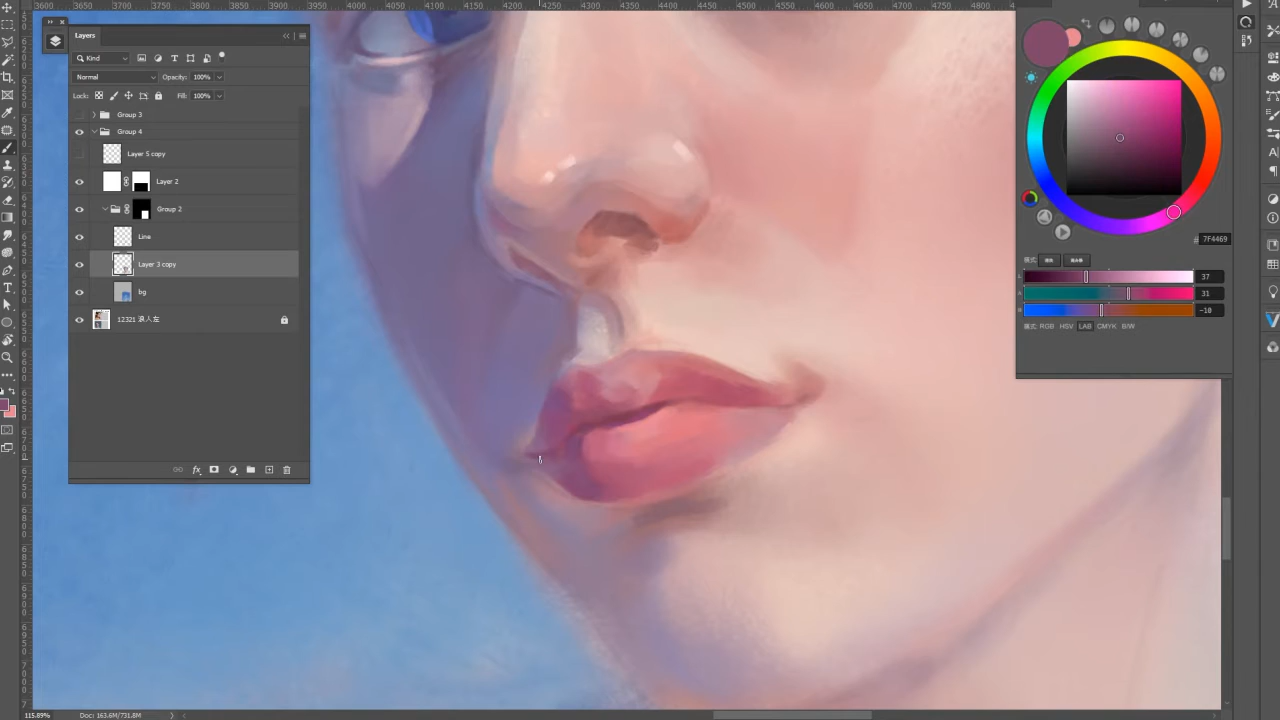 3600 3650 3700 3750 3800 3850 3900 3950 4000 4050 4100 4150 4200 4250 4300 4350 4400 4450 4500 4550 4600 4650 4700 4750 4800
Layers
Kind
Normal Opacity: 100%
Lock: Fill: 100%
Group 3
Group 4
Layer 5 copy
Layer 2
Group 2
Line
Layer 3 copy
bg
12321 浪人左
# 7F4469
37
31
-10
RGB HSV LAB CMYK B/W
115.89% Doc: 163.6M/731.8M